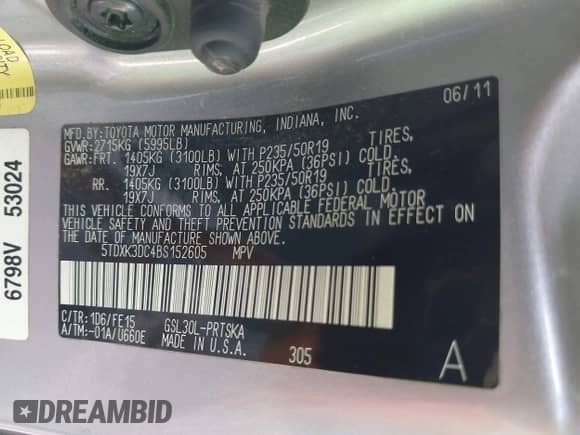 LOAD
6798V 53024
06/11
MFD.BY:TOYOTA MOTOR MANUFACTURING, INDIANA, INC.
GVWR:2715KG (5995LB)
GAWR:FRT. 1405KG (3100LB) WITH P235/50R19 TIRES,
19X7J RIMS, AT 250KPA (36PSI) COLD.
RR. 1405KG (3100LB) WITH P235/50R19 TIRES,
19X7J RIMS, AT 250KPA (36PSI) COLD.
THIS VEHICLE CONFORMS TO ALL APPLICABLE FEDERAL MOTOR
VEHICLE SAFETY AND THEFT PREVENTION STANDARDS IN EFFECT ON
THE DATE OF MANUFACTURE SHOWN ABOVE.
5TDXK3DC4BS152605 MPV
C/TR:1D6/FE15 GSL30L-PRTSKA
A/TM:-01A/U660E MADE IN U.S.A. 305
A
DREAMBID